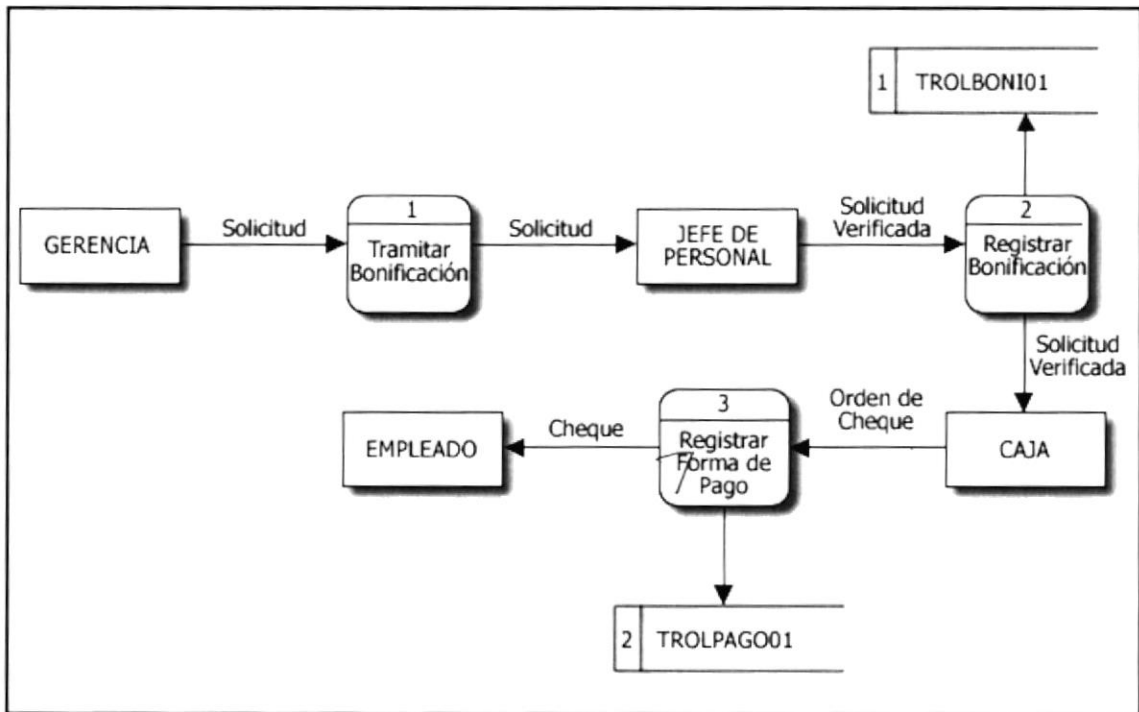 1 TROLBONI01
GERENCIA
Solicitud
1
Tramitar
Bonificación
Solicitud
JEFE DE
PERSONAL
Solicitud
Verificada
2
Registrar
Bonificación
Solicitud
Verificada
CAJA
Orden de
Cheque
3
Registrar
Forma de
Pago
Cheque
EMPLEADO
2 TROLPAGO01